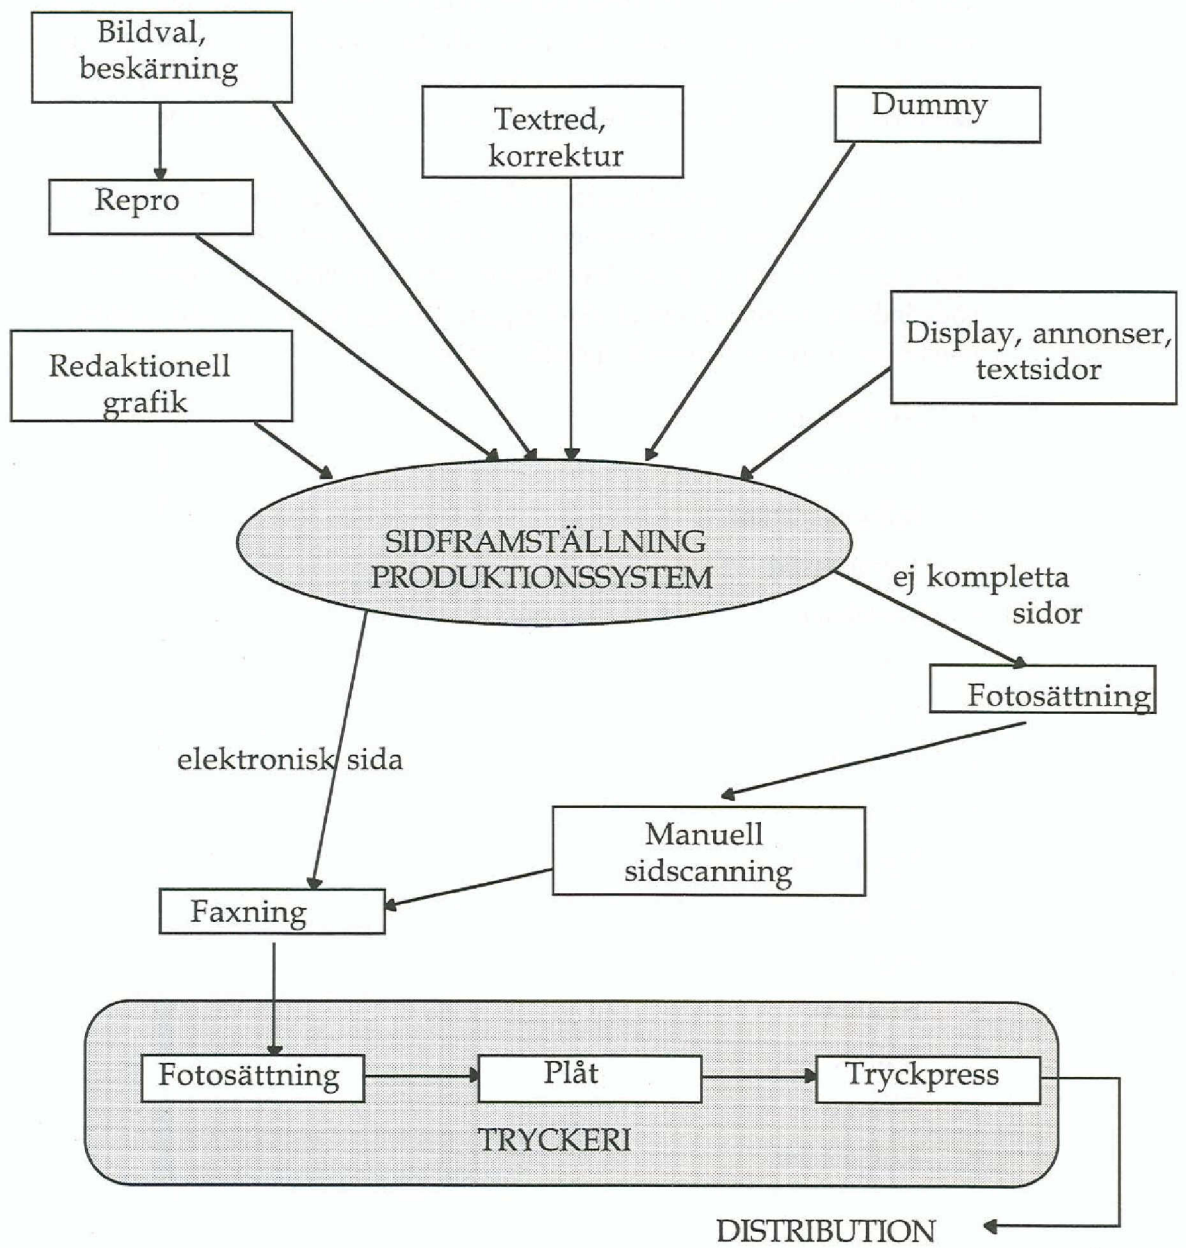 Bildval,
beskärning
Textred,
korrektur
Dummy
Repro
Redaktionell
grafik
Display, annonser,
textsidor
SIDFRAMSTÄLLNING
PRODUKTIONSSYSTEM
ej kompletta
sidor
Fotosättning
elektronisk sida
Manuell
sidscanning
Faxning
Fotosättning
Plåt
Tryckpress
TRYCKERI
DISTRIBUTION